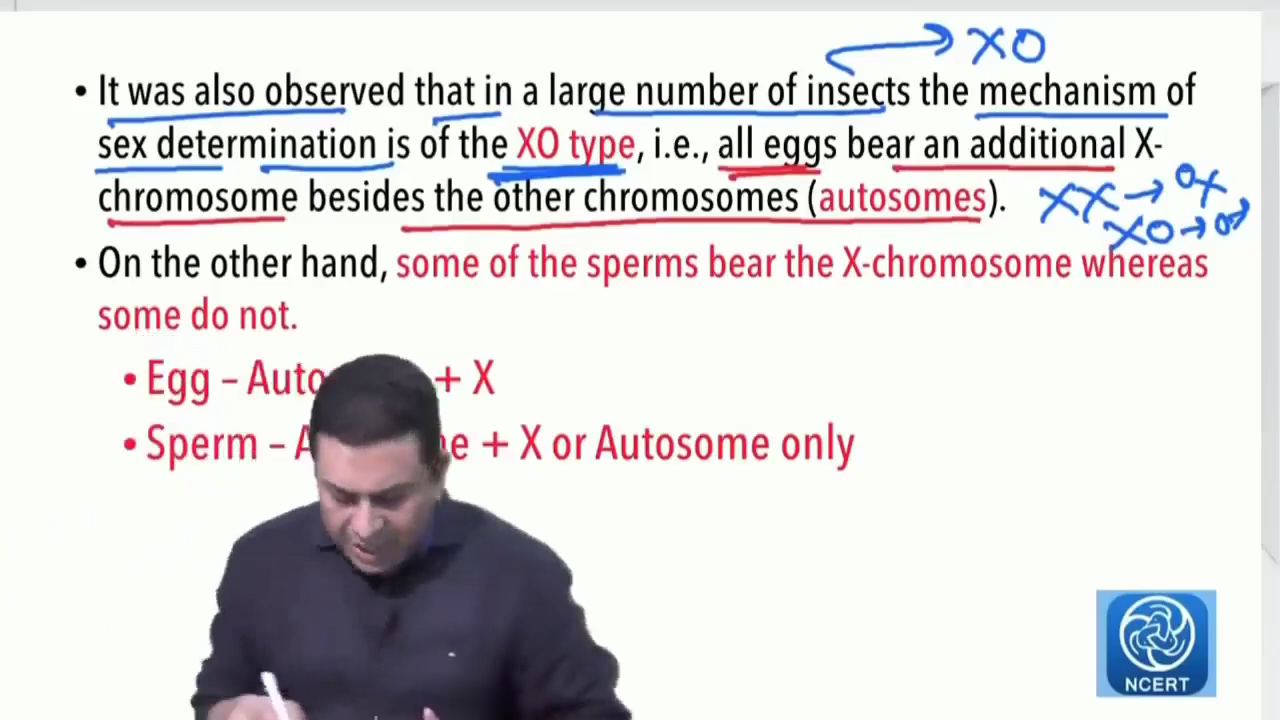 XO
• It was also observed that in a large number of insects the mechanism of
sex determination is of the XO type, i.e., all eggs bear an additional X-
chromosome besides the other chromosomes (autosomes).
XX →
XO →
• On the other hand, some of the sperms bear the X-chromosome whereas
some do not.
• Egg – Auto + X
• Sperm – A e + X or Autosome only
NCERT